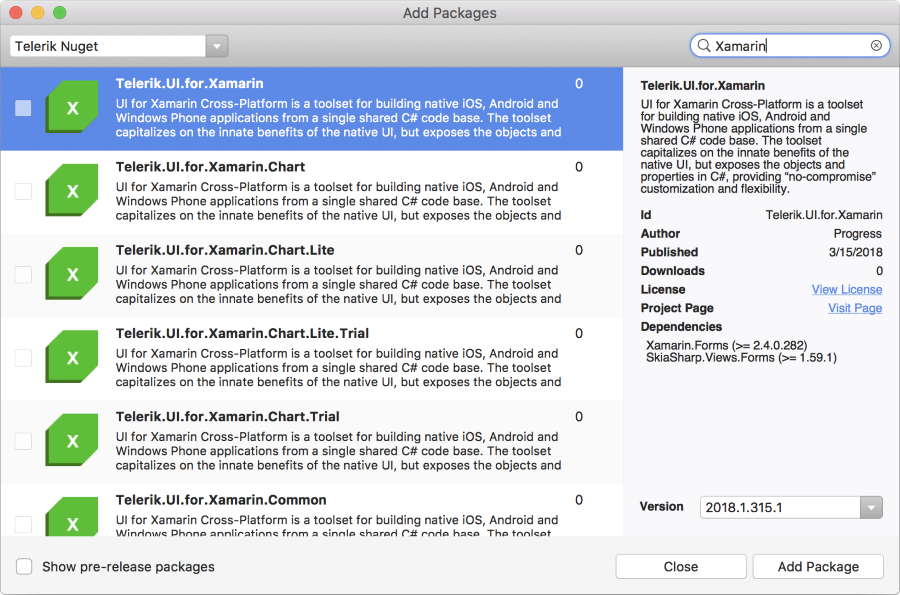 Add Packages
Telerik Nuget
Xamarin
Telerik.UI.for.Xamarin
0
UI for Xamarin Cross-Platform is a toolset for building native iOS, Android and
Windows Phone applications from a single shared C# code base. The toolset
capitalizes on the innate benefits of the native UI, but exposes the objects and
X
Telerik.UI.for.Xamarin.Chart
0
UI for Xamarin Cross-Platform is a toolset for building native iOS, Android and
Windows Phone applications from a single shared C# code base. The toolset
capitalizes on the innate benefits of the native UI, but exposes the objects and
X
Telerik.UI.for.Xamarin.Chart.Lite
0
UI for Xamarin Cross-Platform is a toolset for building native iOS, Android and
Windows Phone applications from a single shared C# code base. The toolset
capitalizes on the innate benefits of the native UI, but exposes the objects and
X
Telerik.UI.for.Xamarin.Chart.Lite.Trial
0
UI for Xamarin Cross-Platform is a toolset for building native iOS, Android and
Windows Phone applications from a single shared C# code base. The toolset
capitalizes on the innate benefits of the native UI, but exposes the objects and
X
Telerik.UI.for.Xamarin.Chart.Trial
0
UI for Xamarin Cross-Platform is a toolset for building native iOS, Android and
Windows Phone applications from a single shared C# code base. The toolset
capitalizes on the innate benefits of the native UI, but exposes the objects and
X
Telerik.UI.for.Xamarin.Common
0
UI for Xamarin Cross-Platform is a toolset for building native iOS, Android and
Windows Phone applications from a single shared C# code base. The toolset
X
Telerik.UI.for.Xamarin
UI for Xamarin Cross-Platform is a toolset
for building native iOS, Android and
Windows Phone applications from a single
shared C# code base. The toolset
capitalizes on the innate benefits of the
native UI, but exposes the objects and
properties in C#, providing “no-compromise”
customization and flexibility.
Id Telerik.UI.for.Xamarin
Author Progress
Published 3/15/2018
Downloads 0
License View License
Project Page Visit Page
Dependencies
Xamarin.Forms (>= 2.4.0.282)
SkiaSharp.Views.Forms (>= 1.59.1)
Version 2018.1.315.1
Show pre-release packages
Close
Add Package